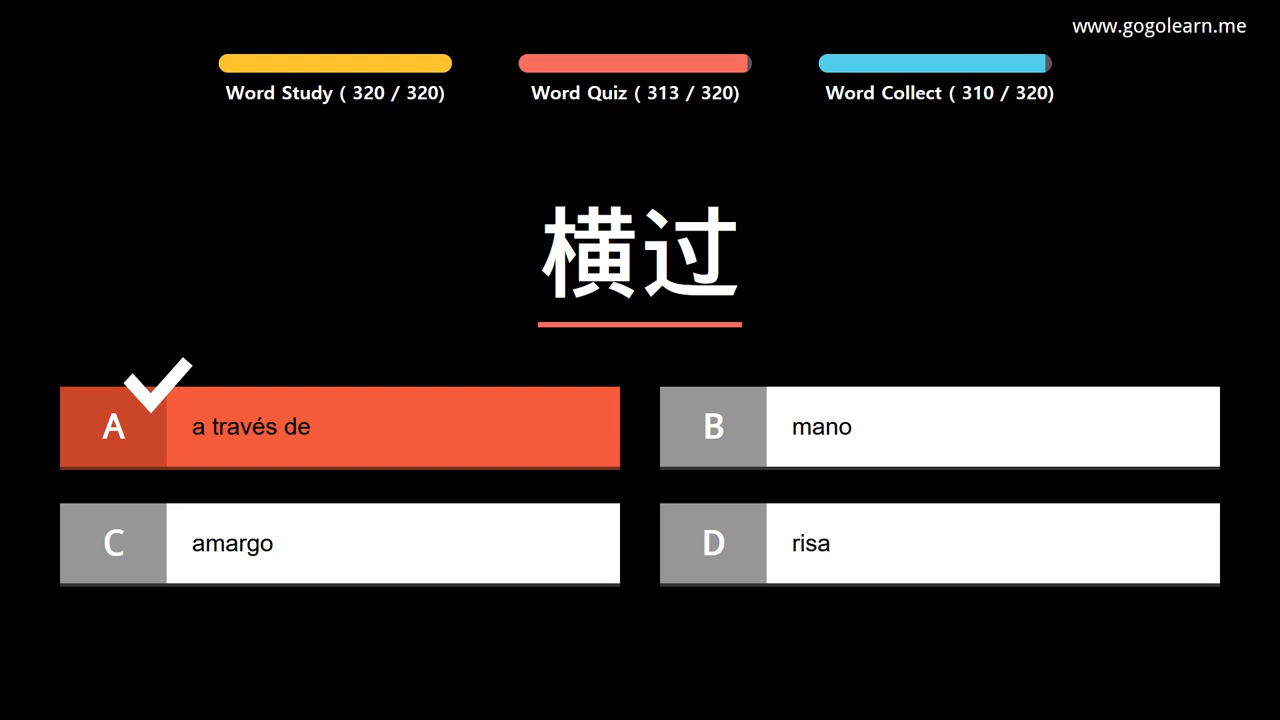 www.gogolearn.me
Word Study ( 320 / 320)
Word Quiz ( 313 / 320)
Word Collect ( 310 / 320)
横过
A a través de
B mano
C amargo
D risa